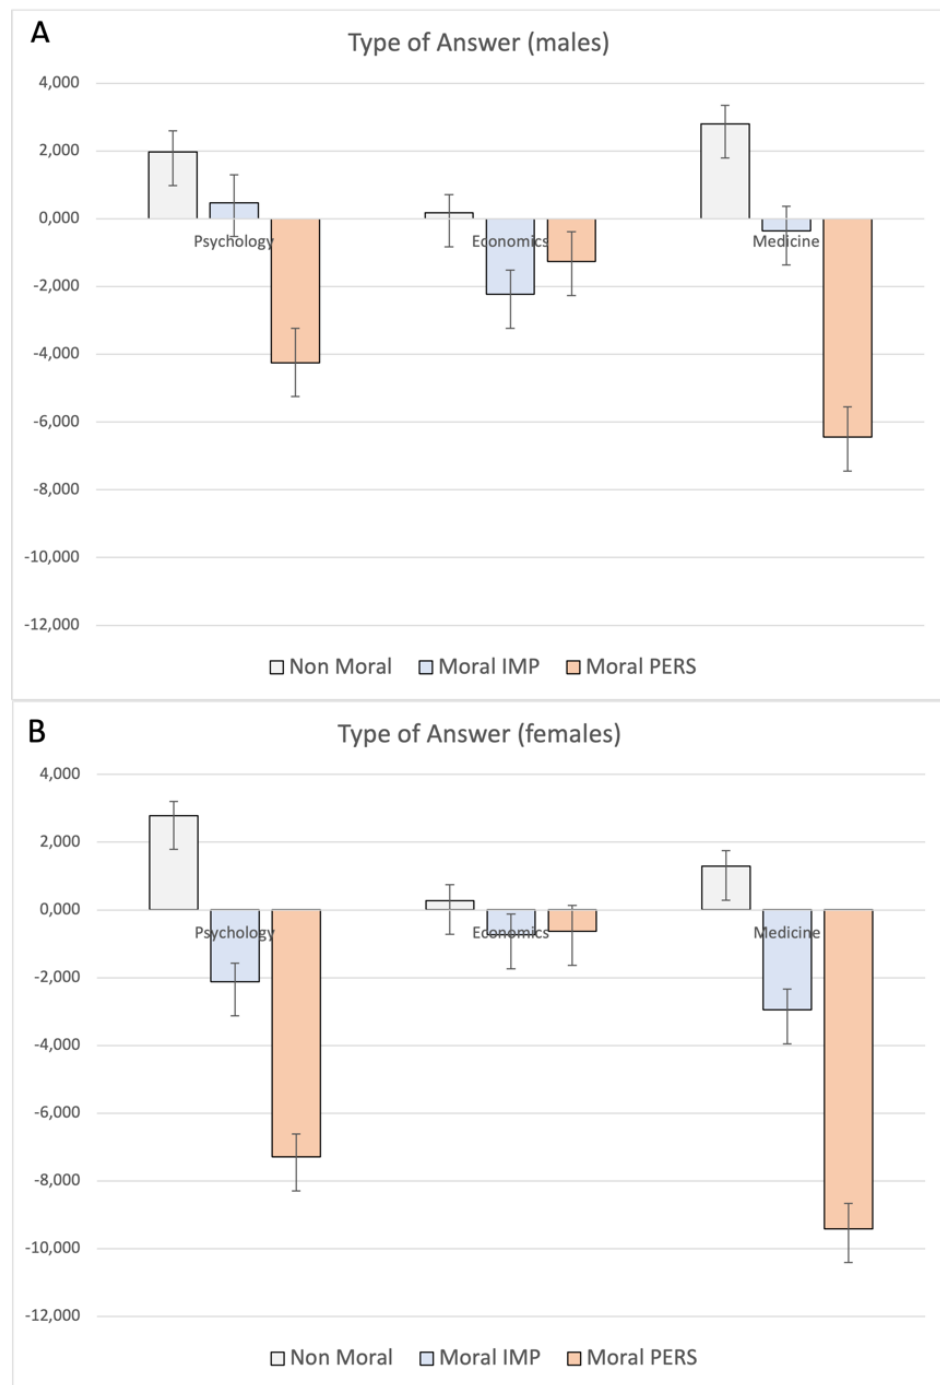 A
Type of Answer (males)
4,000
2,000
0,000
Psychology Economics Medicine
-2,000
-4,000
-6,000
-8,000
-10,000
-12,000
Non Moral Moral IMP Moral PERS
B
Type of Answer (females)
4,000
2,000
0,000
Psychology Economics Medicine
-2,000
-4,000
-6,000
-8,000
-10,000
-12,000
Non Moral Moral IMP Moral PERS